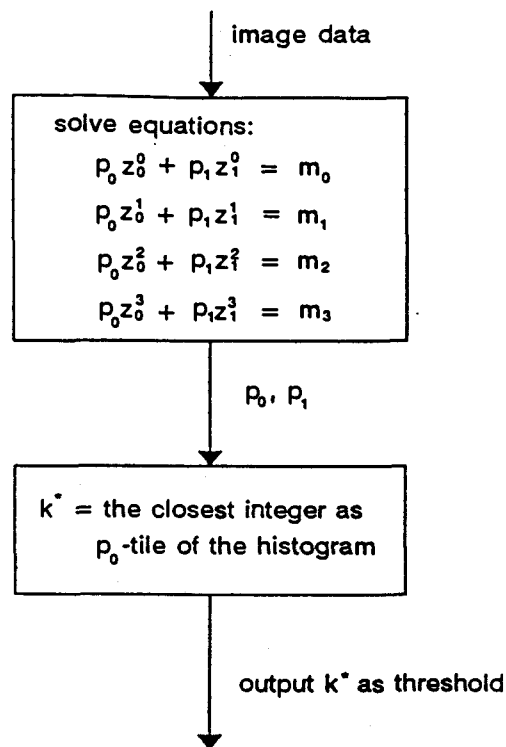 image data
solve equations:
p₀z₀⁰ + p₁z₁⁰ = m₀
p₀z₀¹ + p₁z₁¹ = m₁
p₀z₀² + p₁z₁² = m₂
p₀z₀³ + p₁z₁³ = m₃
p₀, p₁
k* = the closest integer as
p₀-tile of the histogram
output k* as threshold